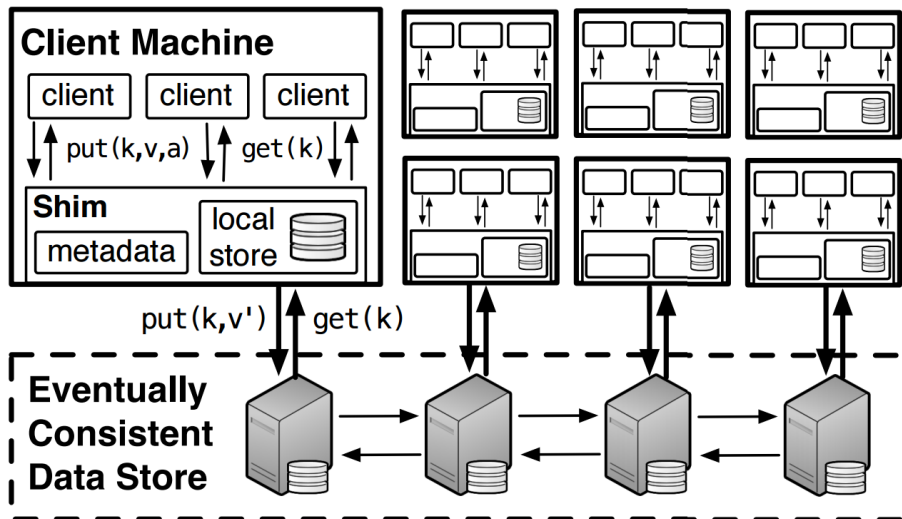 Client Machine
client client client
put(k,v,a) get(k)
Shim
metadata
local
store
put(k,v') get(k)
Eventually
Consistent
Data Store